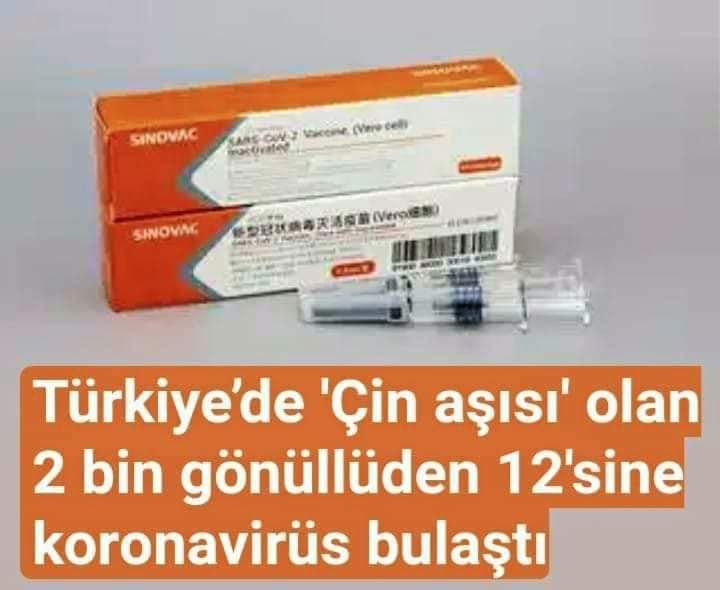 SINOVAC
SINOVAC
SARS-CoV-2 Vaccine, (Vero cell)
Inactivated
SINOVAC
新型冠状病毒灭活疫苗(Vero细胞)
Türkiye’de 'Çin aşısı' olan
2 bin gönüllüden 12'sine
koronavirüs bulaştı